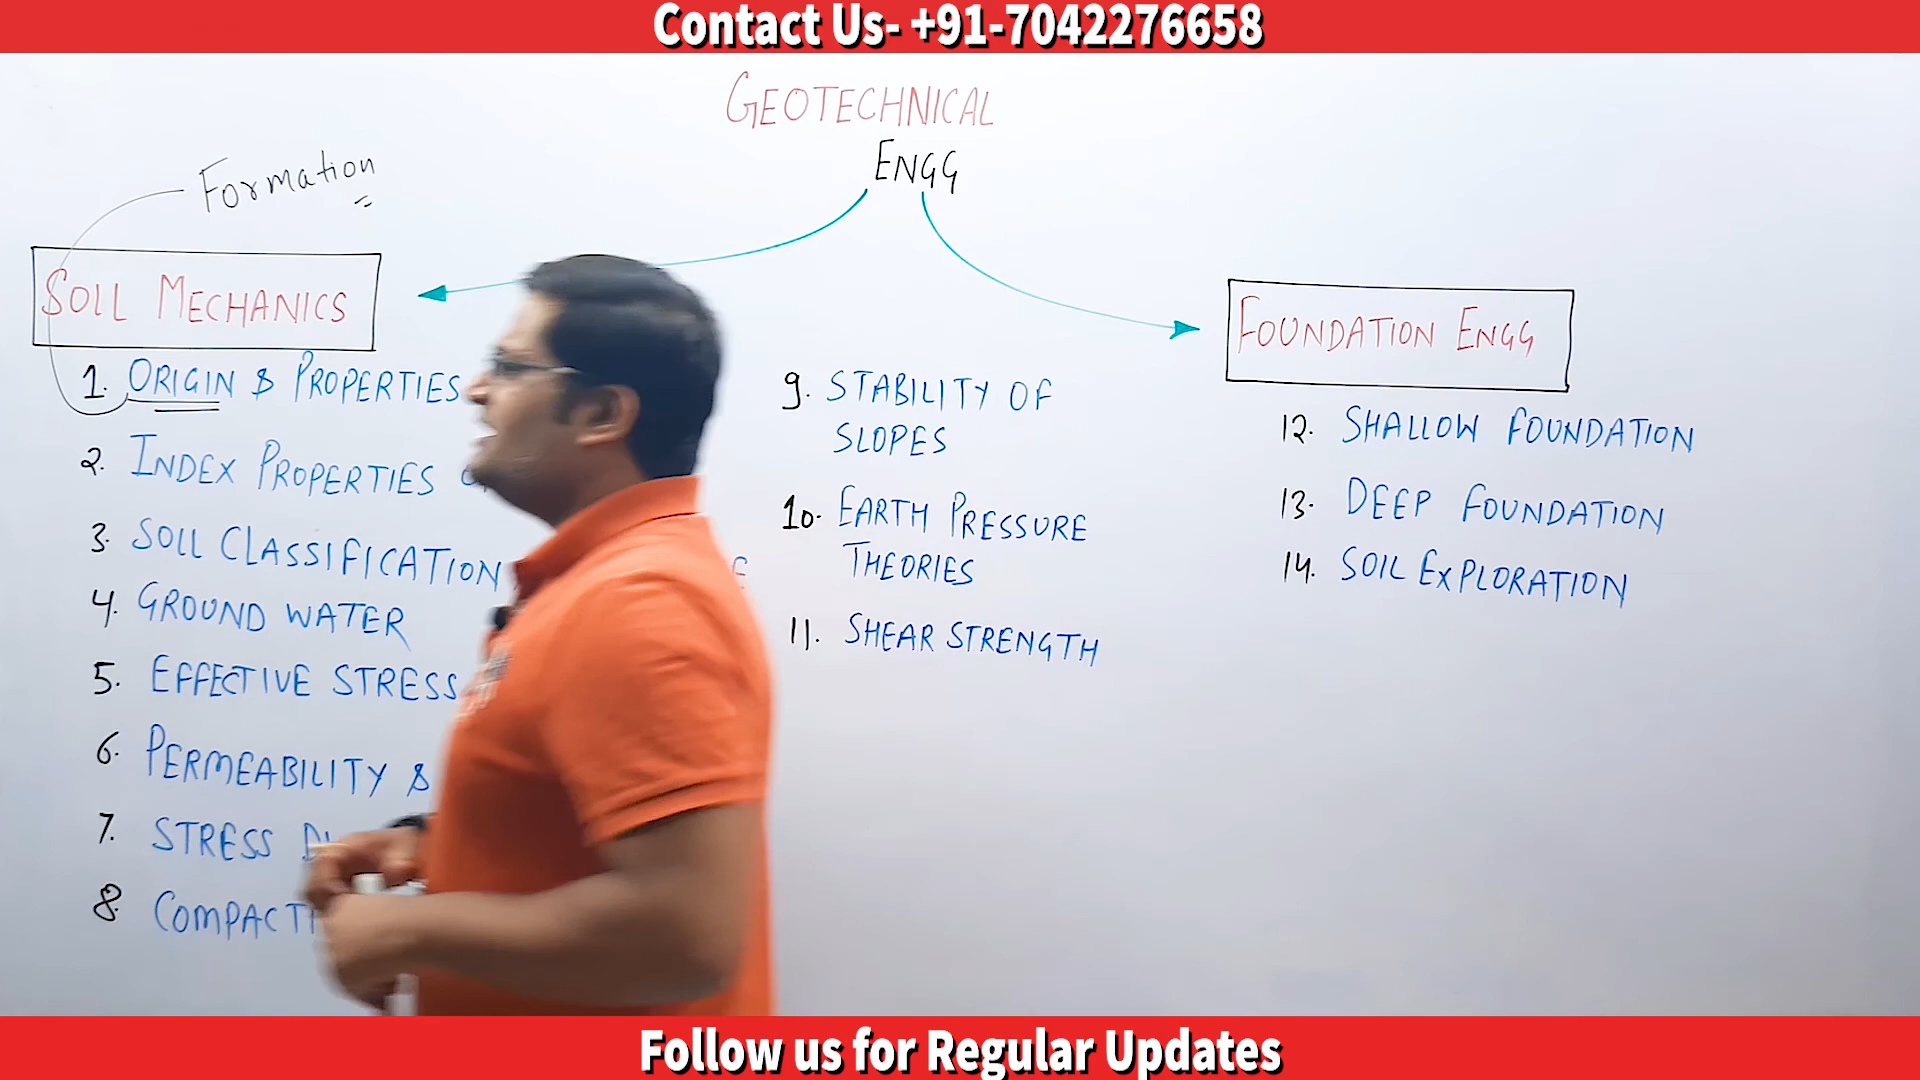 Contact Us- +91-7042276658
GEOTECHNICAL
ENGG
Formation
SOIL MECHANICS
1. ORIGIN & PROPERTIES
2. INDEX PROPERTIES
3. SOIL CLASSIFICATION
4. GROUND WATER
5. EFFECTIVE STRESS
6. PERMEABILITY &
7. STRESS
8.
9. STABILITY OF
SLOPES
10. EARTH PRESSURE
THEORIES
11. SHEAR STRENGTH
FOUNDATION ENGG
12. SHALLOW FOUNDATION
13. DEEP FOUNDATION
14. SOIL EXPLORATION
Follow us for Regular Updates